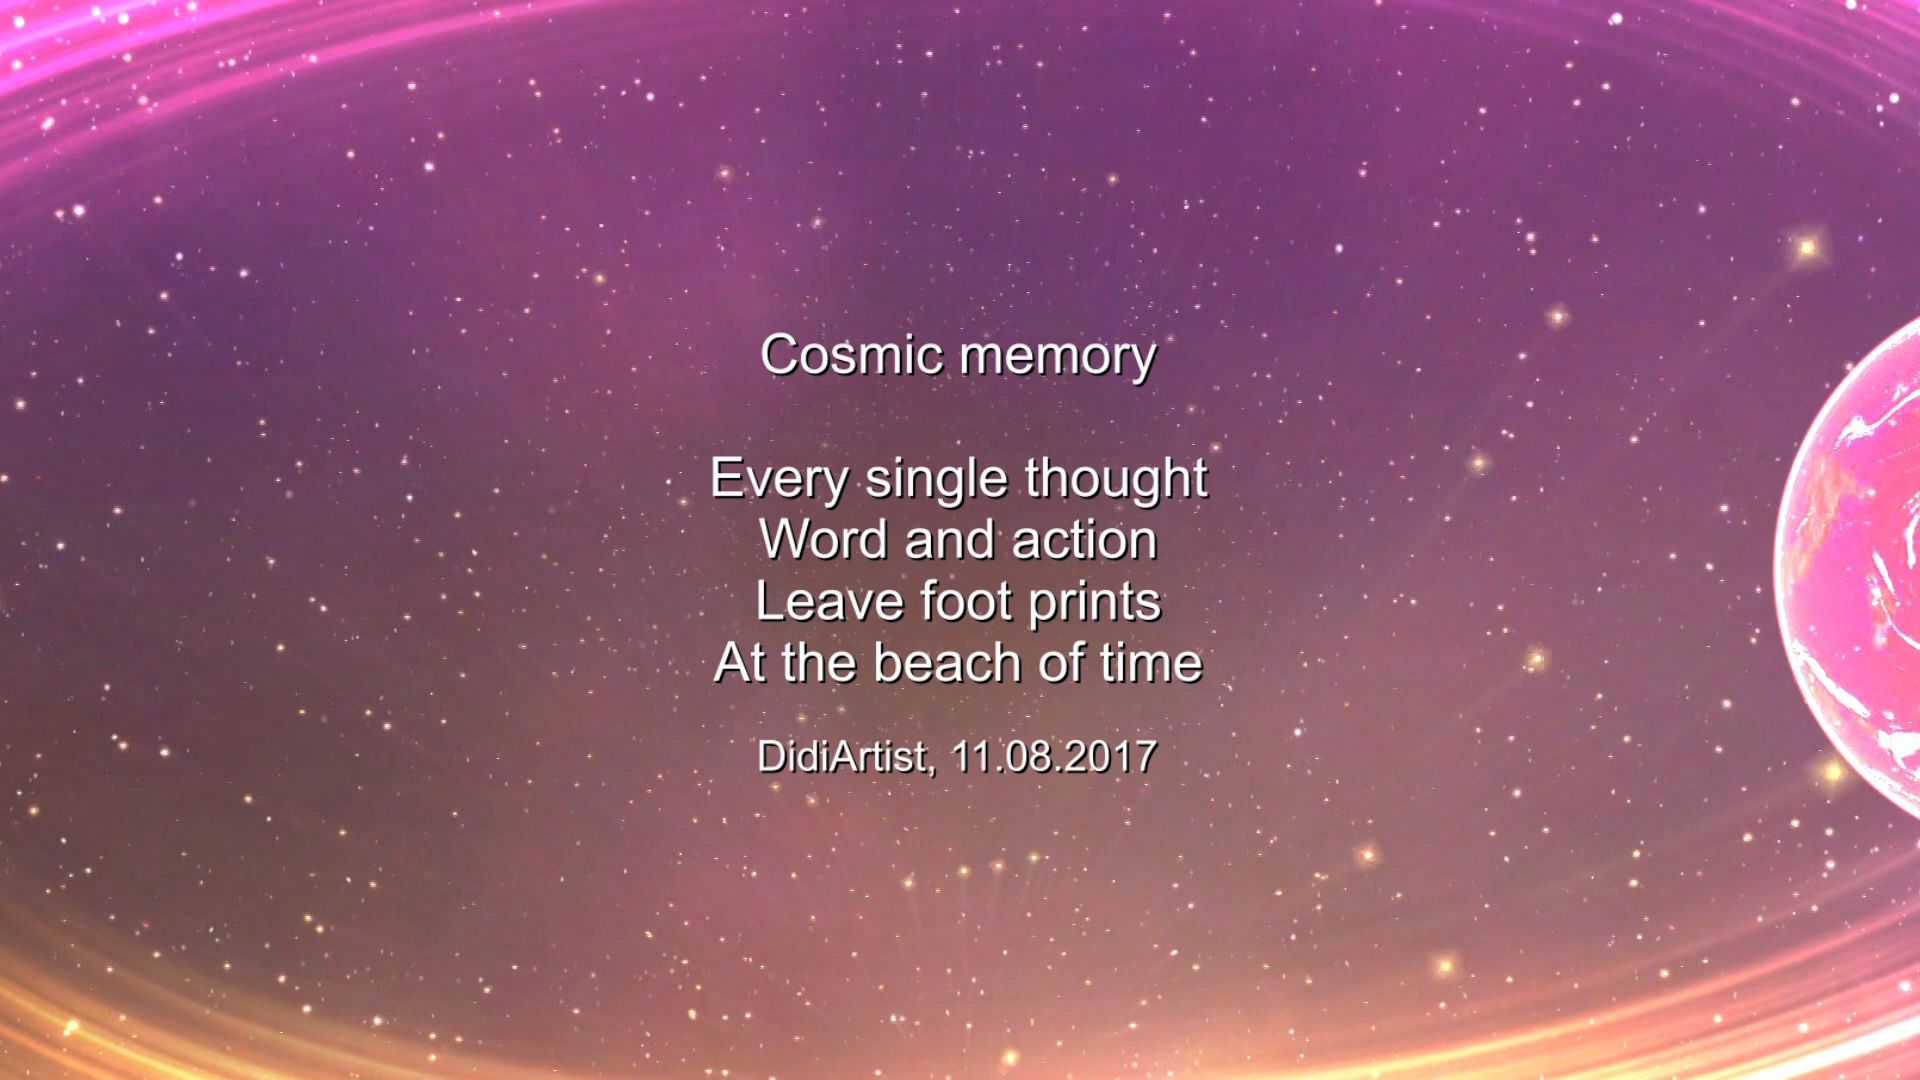 Cosmic memory
Every single thought
Word and action
Leave foot prints
At the beach of time
DidiArtist, 11.08.2017